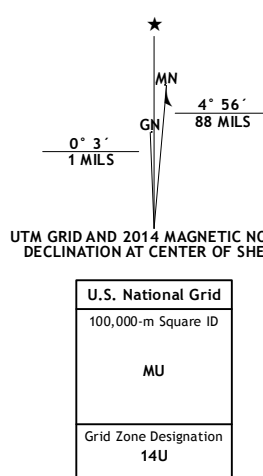 ★
MN
GN
4° 56´
88 MILS
0° 3´
1 MILS
UTM GRID AND 2014 MAGNETIC NO
DECLINATION AT CENTER OF SHE
U.S. National Grid
100,000-m Square ID
MU
Grid Zone Designation
14U